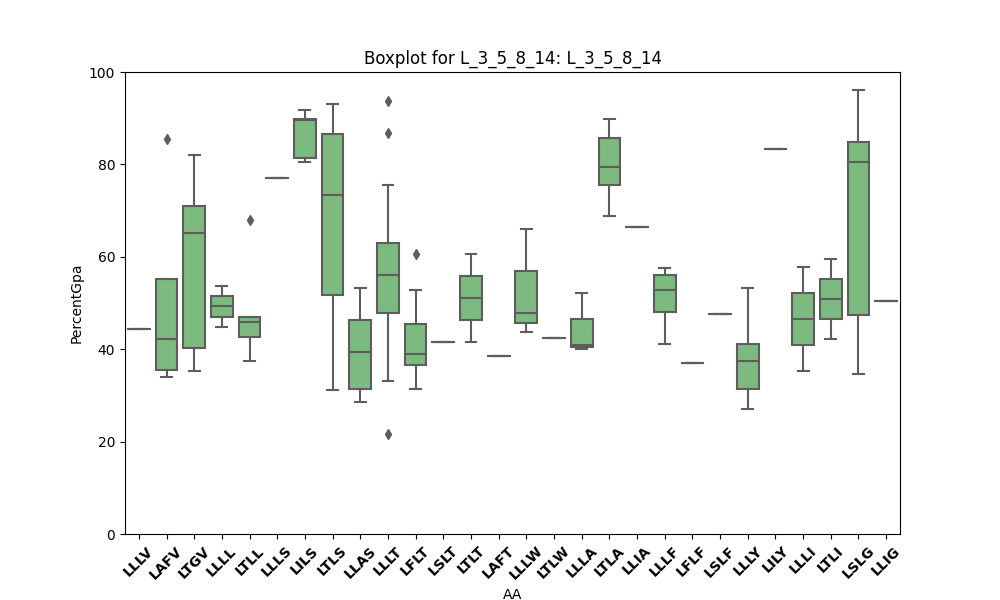 Boxplot for L_3_5_8_14: L_3_5_8_14
100
80
60
40
20
0
PercentGpa
LLLV LAFV LTGV LLLL LTLL LLLS LILS LTLS LLAS LLLT LFLT LSLT LTLT LAFT LLLW LTLW LLLA LTLA LLIA LLLF LFLF LSLF LLLY LILY LLLI LTLI LSLG LLIG
AA